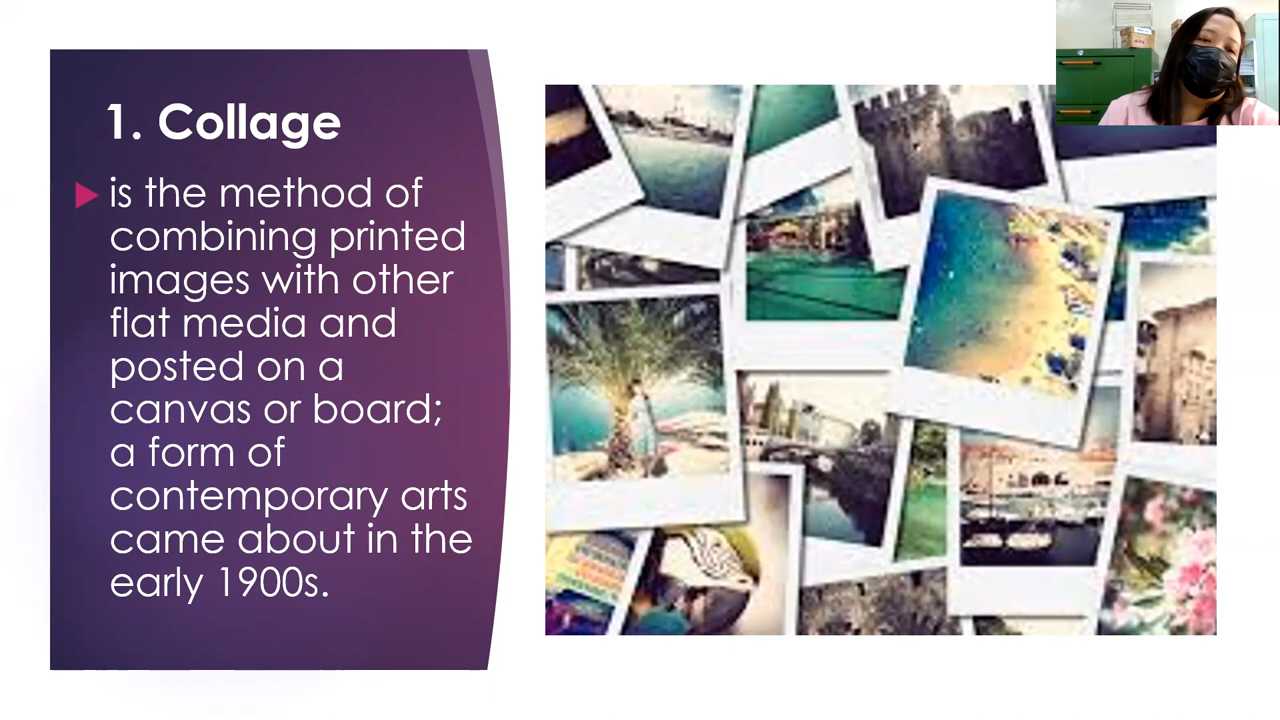 1. Collage
is the method of
combining printed
images with other
flat media and
posted on a
canvas or board;
a form of
contemporary arts
came about in the
early 1900s.